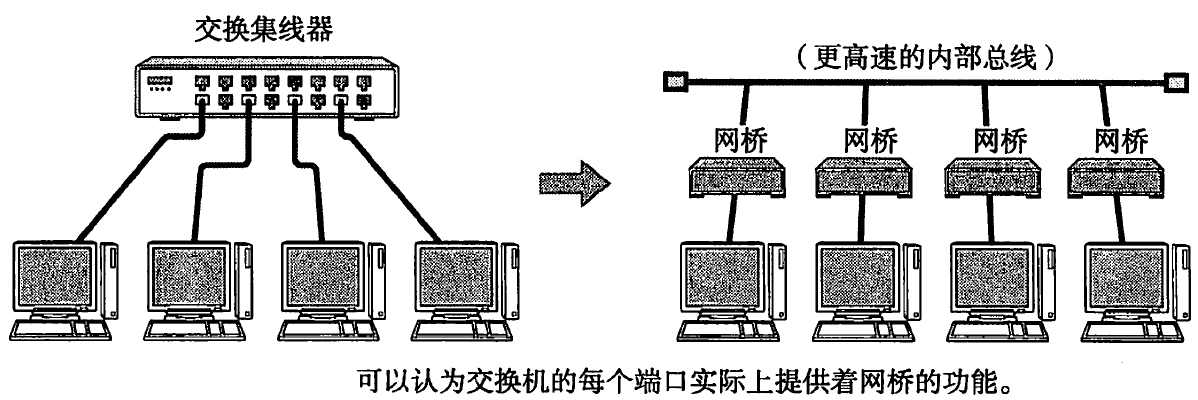 交换集线器
（更高速的内部总线）
网桥 网桥 网桥 网桥
可以认为交换机的每个端口实际上提供着网桥的功能。